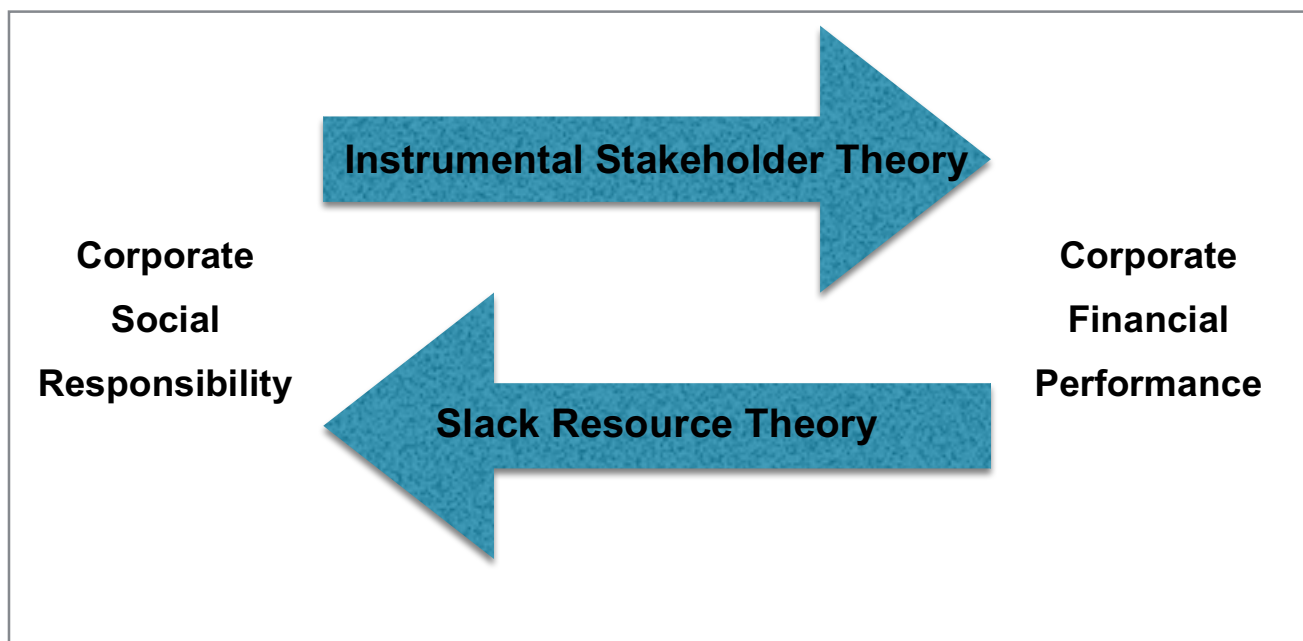 Instrumental Stakeholder Theory
Corporate
Social
Responsibility
Corporate
Financial
Performance
Slack Resource Theory